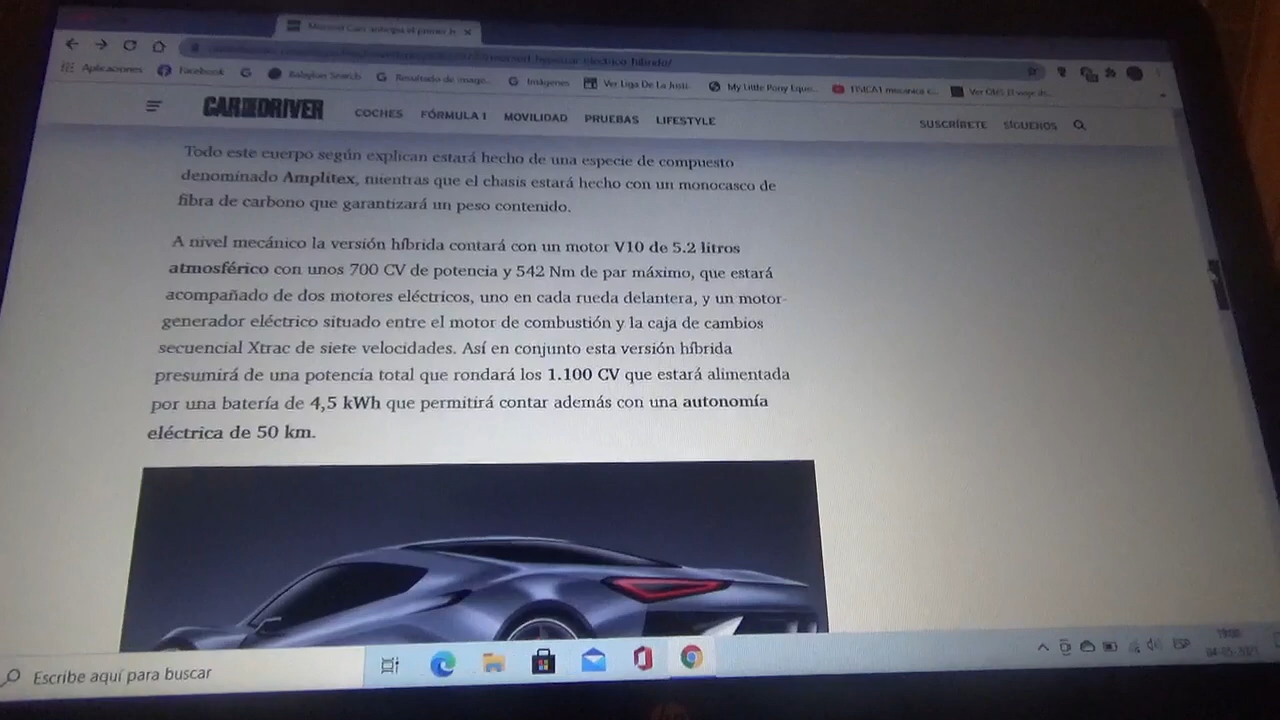 Aplicaciones Facebook G Babylon Search Resultado de image... Imágenes Ver Liga De La Justi... My Little Pony Eque...
CAR DRIVER COCHES FÓRMULA 1 MOVILIDAD PRUEBAS LIFESTYLE SUSCRÍBETE SÍGUENOS
Todo este cuerpo según explican estará hecho de una especie de compuesto
denominado Amplitex, mientras que el chasis estará hecho con un monocasco de
fibra de carbono que garantizará un peso contenido.
A nivel mecánico la versión híbrida contará con un motor V10 de 5.2 litros
atmosférico con unos 700 CV de potencia y 542 Nm de par máximo, que estará
acompañado de dos motores eléctricos, uno en cada rueda delantera, y un motor-
generador eléctrico situado entre el motor de combustión y la caja de cambios
secuencial Xtrac de siete velocidades. Así en conjunto esta versión híbrida
presumirá de una potencia total que rondará los 1.100 CV que estará alimentada
por una batería de 4,5 kWh que permitirá contar además con una autonomía
eléctrica de 50 km.
Escribe aquí para buscar
ESP